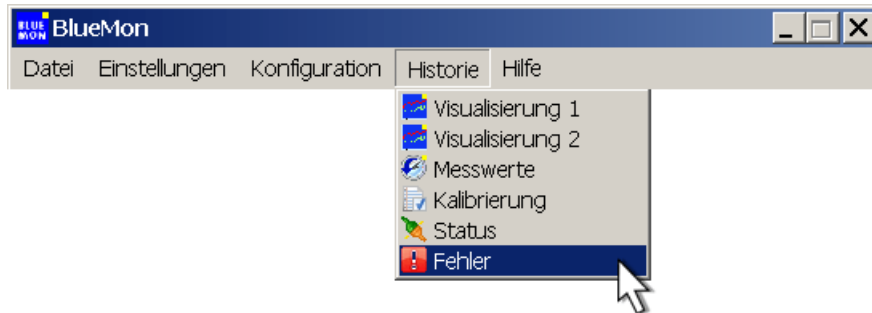 BLUE MON BlueMon
Datei Einstellungen Konfiguration Historie Hilfe
Visualisierung 1
Visualisierung 2
Messwerte
Kalibrierung
Status
Fehler